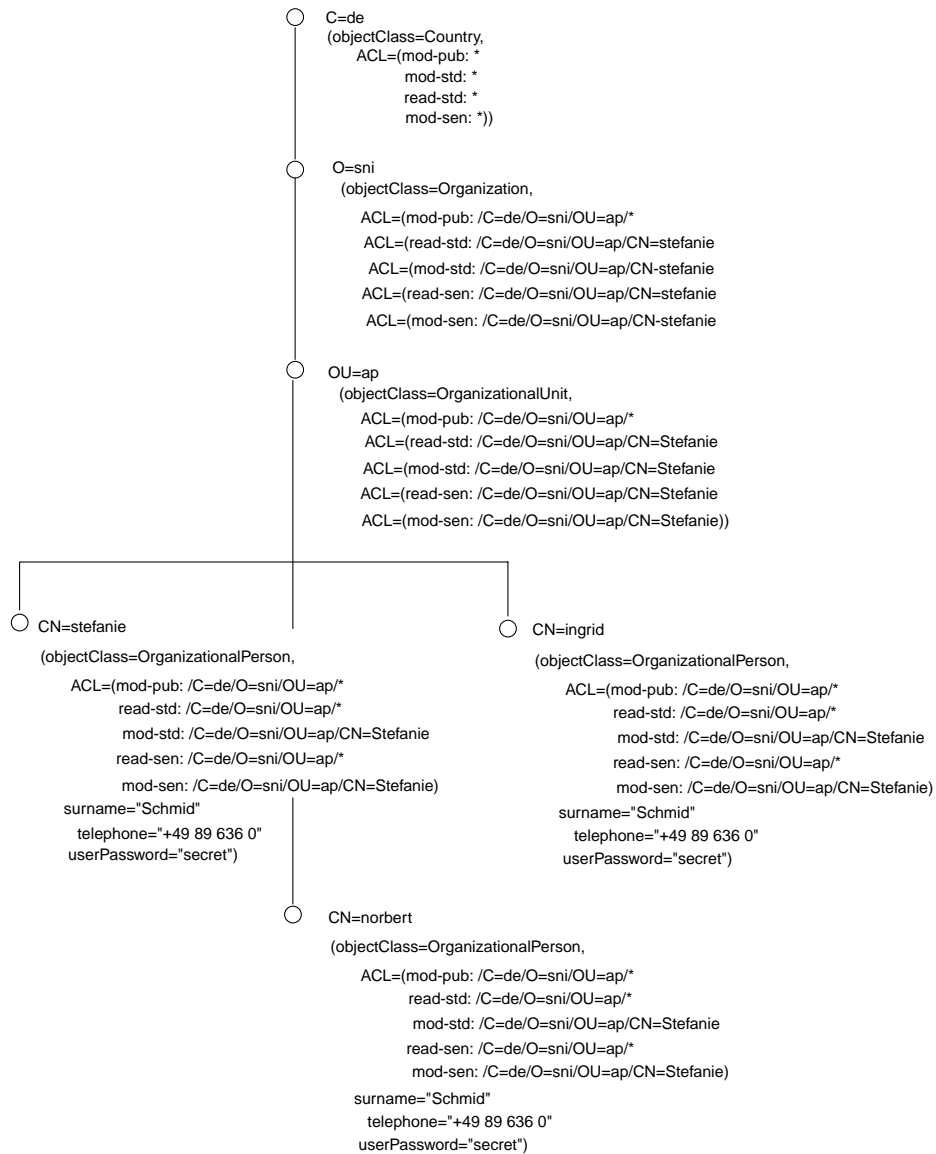 C=de
(objectClass=Country,
ACL=(mod-pub: *
mod-std: *
read-std: *
mod-sen: *))
O=sni
(objectClass=Organization,
ACL=(mod-pub: /C=de/O=sni/OU=ap/*
ACL=(read-std: /C=de/O=sni/OU=ap/CN=stefanie
ACL=(mod-std: /C=de/O=sni/OU=ap/CN-stefanie
ACL=(read-sen: /C=de/O=sni/OU=ap/CN=stefanie
ACL=(mod-sen: /C=de/O=sni/OU=ap/CN-stefanie
OU=ap
(objectClass=OrganizationalUnit,
ACL=(mod-pub: /C=de/O=sni/OU=ap/*
ACL=(read-std: /C=de/O=sni/OU=ap/CN=Stefanie
ACL=(mod-std: /C=de/O=sni/OU=ap/CN=Stefanie
ACL=(read-sen: /C=de/O=sni/OU=ap/CN=Stefanie
ACL=(mod-sen: /C=de/O=sni/OU=ap/CN=Stefanie))
CN=stefanie
(objectClass=OrganizationalPerson,
ACL=(mod-pub: /C=de/O=sni/OU=ap/*
read-std: /C=de/O=sni/OU=ap/*
mod-std: /C=de/O=sni/OU=ap/CN=Stefanie
read-sen: /C=de/O=sni/OU=ap/*
mod-sen: /C=de/O=sni/OU=ap/CN=Stefanie)
surname="Schmid"
telephone="+49 89 636 0"
userPassword="secret")
CN=ingrid
(objectClass=OrganizationalPerson,
ACL=(mod-pub: /C=de/O=sni/OU=ap/*
read-std: /C=de/O=sni/OU=ap/*
mod-std: /C=de/O=sni/OU=ap/CN=Stefanie
read-sen: /C=de/O=sni/OU=ap/*
mod-sen: /C=de/O=sni/OU=ap/CN=Stefanie)
surname="Schmid"
telephone="+49 89 636 0"
userPassword="secret")
CN=norbert
(objectClass=OrganizationalPerson,
ACL=(mod-pub: /C=de/O=sni/OU=ap/*
read-std: /C=de/O=sni/OU=ap/*
mod-std: /C=de/O=sni/OU=ap/CN=Stefanie
read-sen: /C=de/O=sni/OU=ap/*
mod-sen: /C=de/O=sni/OU=ap/CN=Stefanie)
surname="Schmid"
telephone="+49 89 636 0"
userPassword="secret")